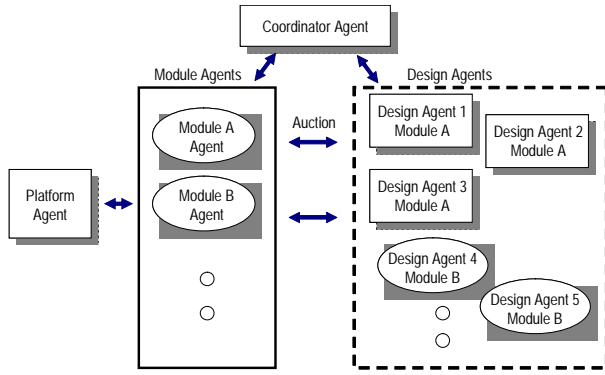 Coordinator Agent
Module Agents
Design Agents
Module A
Agent
Auction
Design Agent 1
Module A
Design Agent 2
Module A
Platform
Agent
Module B
Agent
Design Agent 3
Module A
Design Agent 4
Module B
Design Agent 5
Module B